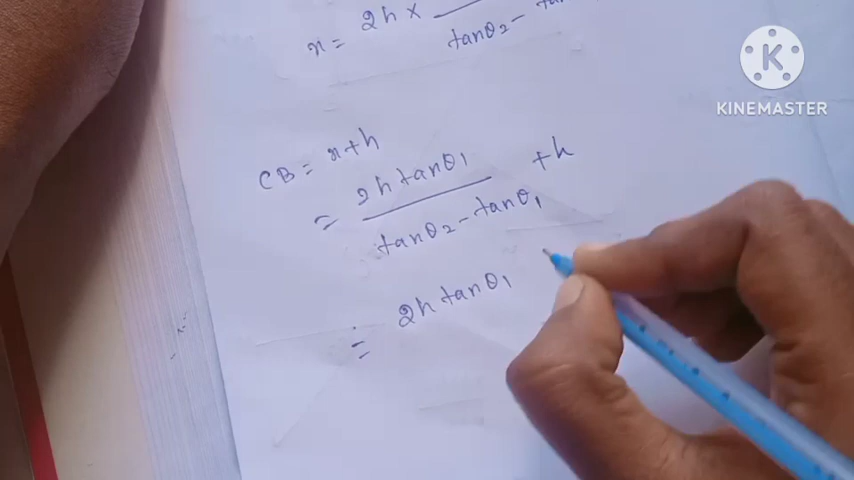 x = 2h × / tanθ2 -
KINEMASTER
CB = x+h
= 2h tanθ1 / tanθ2 - tanθ1 + h
= 2h tanθ1